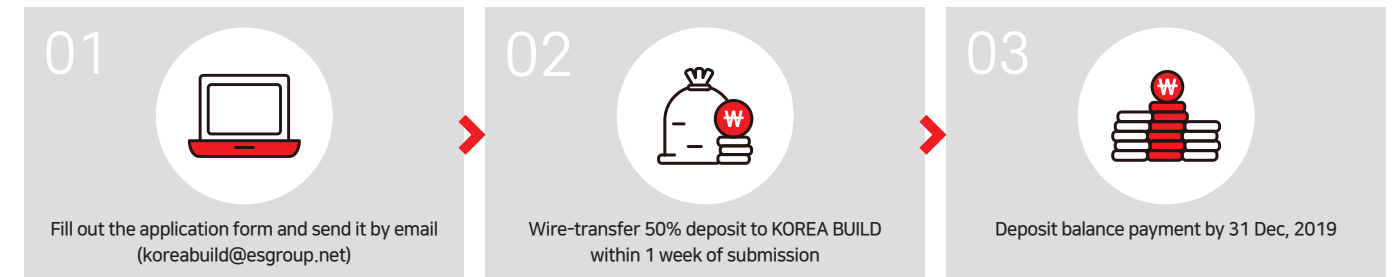 01
Fill out the application form and send it by email
(koreabuild@esgroup.net)
02
₩
Wire-transfer 50% deposit to KOREA BUILD
within 1 week of submission
03
₩
Deposit balance payment by 31 Dec, 2019